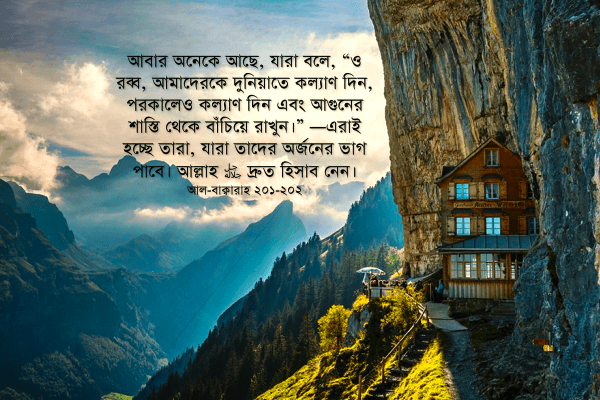 আবার অনেকে আছে, যারা বলে, “ও
রব্ব, আমাদেরকে দুনিয়াতে কল্যাণ দিন,
পরকালেও কল্যাণ দিন এবং আগুনের
শাস্তি থেকে বাঁচিয়ে রাখুন।” —এরাই
হচ্ছে তারা, যারা তাদের অর্জনের ভাগ
পাবে। আল্লাহ ﷻ দ্রুত হিসাব নেন।
আল-বাক্বারাহ ২০১-২০২